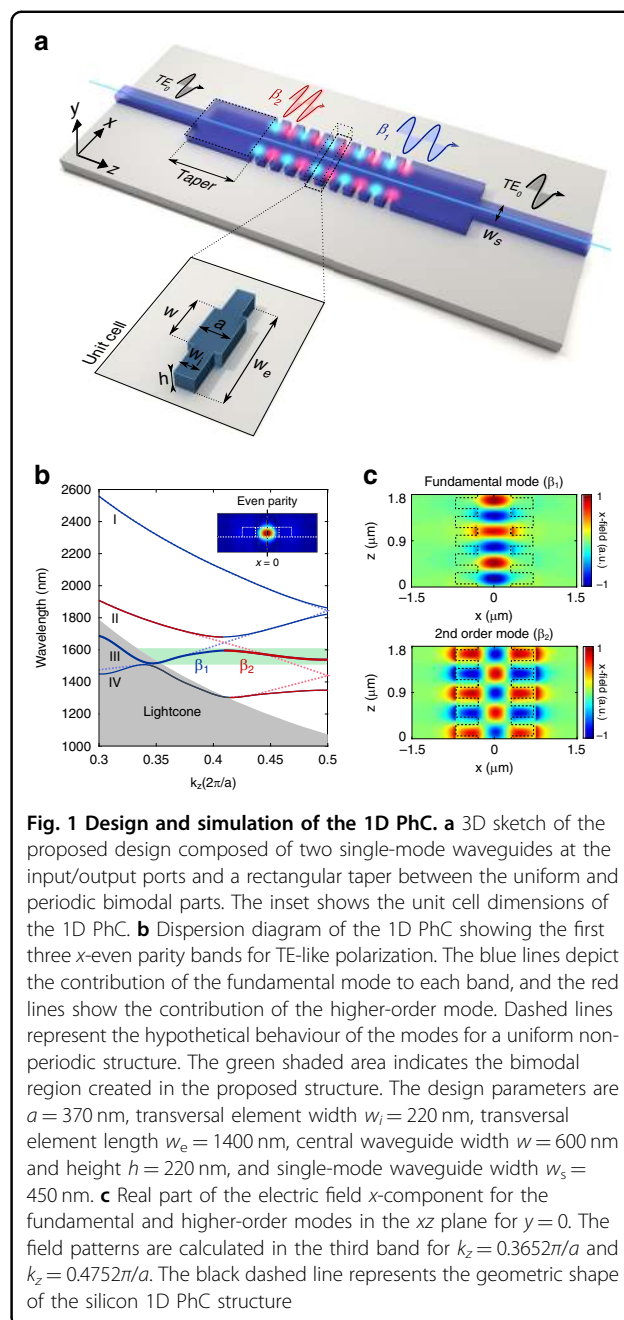 a
TE0
β2
β1
y
x
z
Taper
TE0
ws
Unit cell
w
a
wi
we
h
b
2600
2400
2200
2000
1800
1600
1400
1200
1000
Wavelength (nm)
I
II
III
IV
Even parity
x = 0
β1
β2
Lightcone
0.3
0.35
0.4
0.45
0.5
kz(2π/a)
c
Fundamental mode (β1)
1.8
0.9
0
z (μm)
−1.5
0
1.5
x (μm)
1
−1
x-field (a.u.)
2nd order mode (β2)
1.8
0.9
0
z (μm)
−1.5
0
1.5
x (μm)
1
−1
x-field (a.u.)
Fig. 1 Design and simulation of the 1D PhC. a 3D sketch of the
proposed design composed of two single-mode waveguides at the
input/output ports and a rectangular taper between the uniform and
periodic bimodal parts. The inset shows the unit cell dimensions of
the 1D PhC. b Dispersion diagram of the 1D PhC showing the first
three x-even parity bands for TE-like polarization. The blue lines depict
the contribution of the fundamental mode to each band, and the red
lines show the contribution of the higher-order mode. Dashed lines
represent the hypothetical behaviour of the modes for a uniform non-
periodic structure. The green shaded area indicates the bimodal
region created in the proposed structure. The design parameters are
a = 370 nm, transversal element width wi = 220 nm, transversal
element length we = 1400 nm, central waveguide width w = 600 nm
and height h = 220 nm, and single-mode waveguide width ws =
450 nm. c Real part of the electric field x-component for the
fundamental and higher-order modes in the xz plane for y = 0. The
field patterns are calculated in the third band for kz = 0.3652π/a and
kz = 0.4752π/a. The black dashed line represents the geometric shape
of the silicon 1D PhC structure